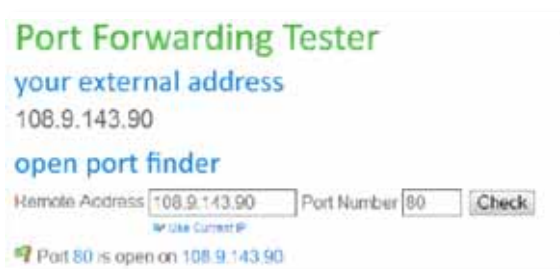 Port Forwarding Tester
your external address
108.9.143.90
open port finder
Remote Address 108.9.143.90 Port Number 80 Check
Use Current IP
Port 80 is open on 108.9.143.90